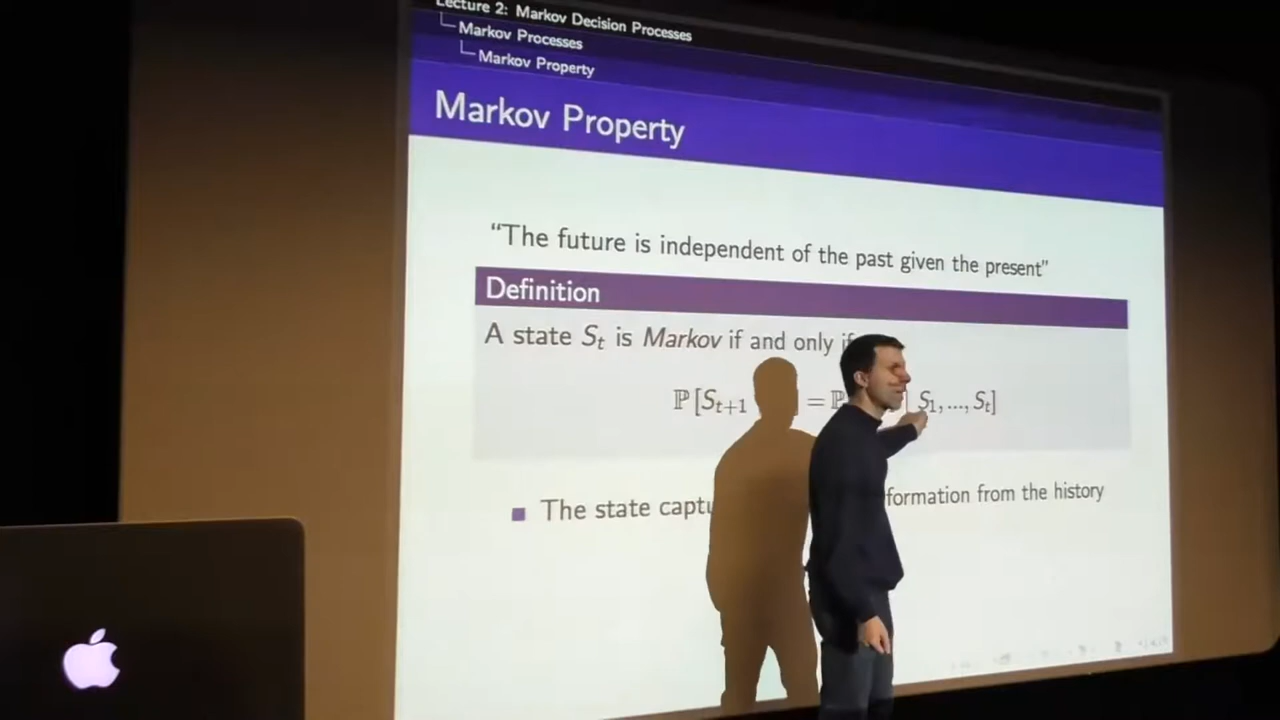 Lecture 2: Markov Decision Processes
Markov Processes
Markov Property
Markov Property
“The future is independent of the past given the present”
Definition
A state Sₜ is Markov if and only if
ℙ [Sₜ₊₁ ] = ℙ | S₁, ..., Sₜ]
The state captu formation from the history